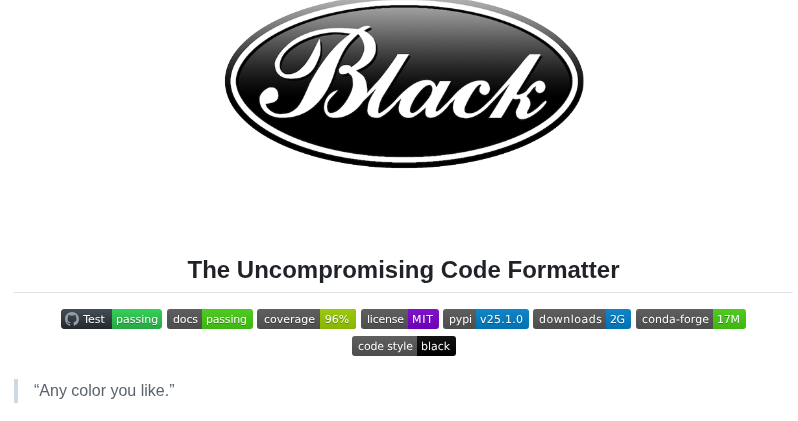 Black
The Uncompromising Code Formatter
Test passing docs passing coverage 96% license MIT pypi v25.1.0 downloads 2G conda-forge 17M
code style black
“Any color you like.”